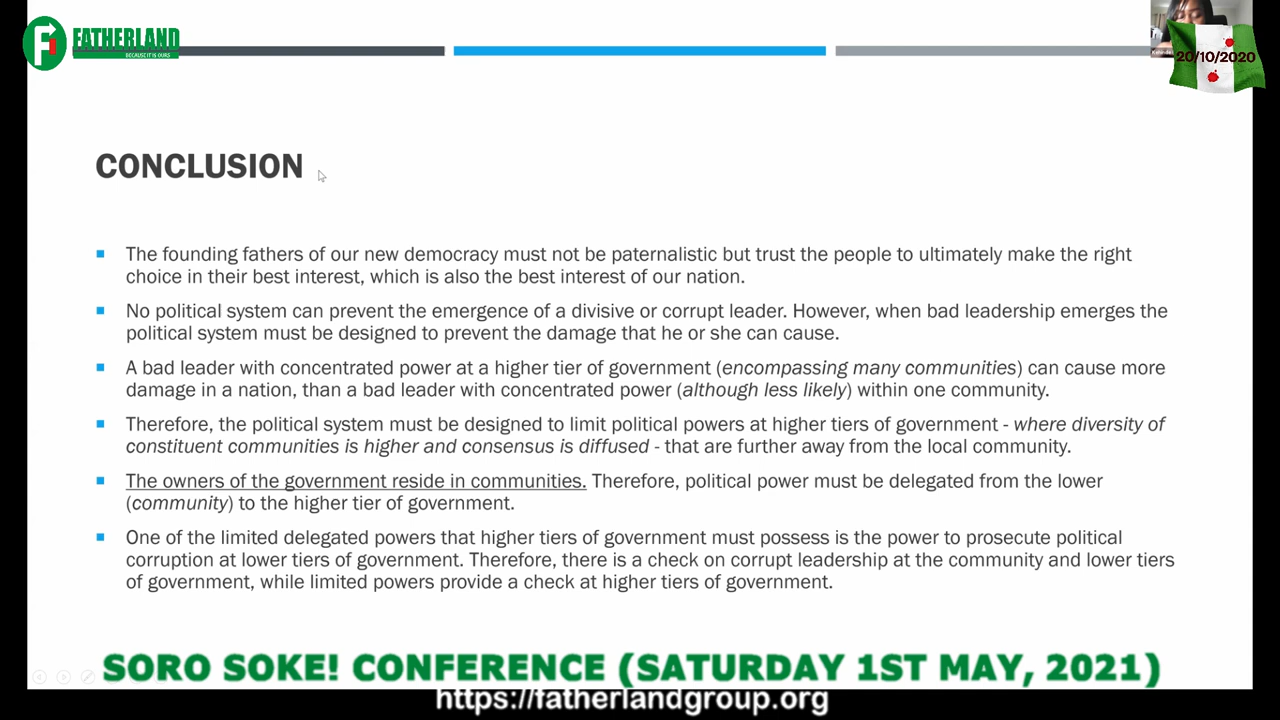 FATHERLAND
BECAUSE IT IS OURS
20/10/2020
CONCLUSION
The founding fathers of our new democracy must not be paternalistic but trust the people to ultimately make the right
choice in their best interest, which is also the best interest of our nation.
No political system can prevent the emergence of a divisive or corrupt leader. However, when bad leadership emerges the
political system must be designed to prevent the damage that he or she can cause.
A bad leader with concentrated power at a higher tier of government (encompassing many communities) can cause more
damage in a nation, than a bad leader with concentrated power (although less likely) within one community.
Therefore, the political system must be designed to limit political powers at higher tiers of government - where diversity of
constituent communities is higher and consensus is diffused - that are further away from the local community.
The owners of the government reside in communities. Therefore, political power must be delegated from the lower
(community) to the higher tier of government.
One of the limited delegated powers that higher tiers of government must possess is the power to prosecute political
corruption at lower tiers of government. Therefore, there is a check on corrupt leadership at the community and lower tiers
of government, while limited powers provide a check at higher tiers of government.
SORO SOKE! CONFERENCE (SATURDAY 1ST MAY, 2021)
https://fatherlandgroup.org